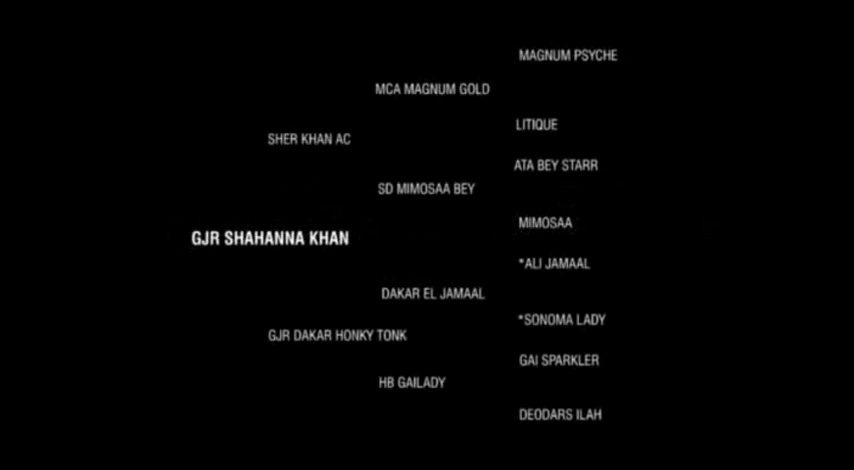 MAGNUM PSYCHE
MCA MAGNUM GOLD
LITIQUE
SHER KHAN AC
ATA BEY STARR
SD MIMOSAA BEY
MIMOSAA
GJR SHAHANNA KHAN
*ALI JAMAAL
DAKAR EL JAMAAL
*SONOMA LADY
GJR DAKAR HONKY TONK
GAI SPARKLER
HB GAILADY
DEODARS ILAH